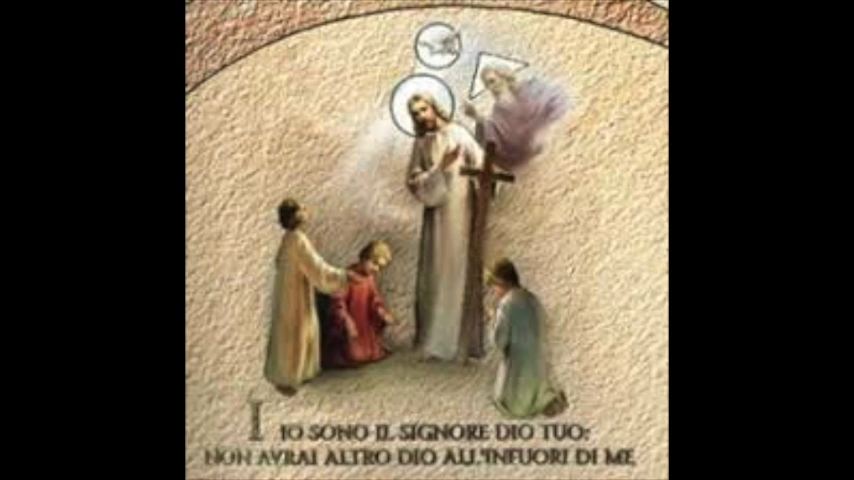 I IO SONO IL SIGNORE DIO TUO:
NON AVRAI ALTRO DIO ALL'INFUORI DI ME